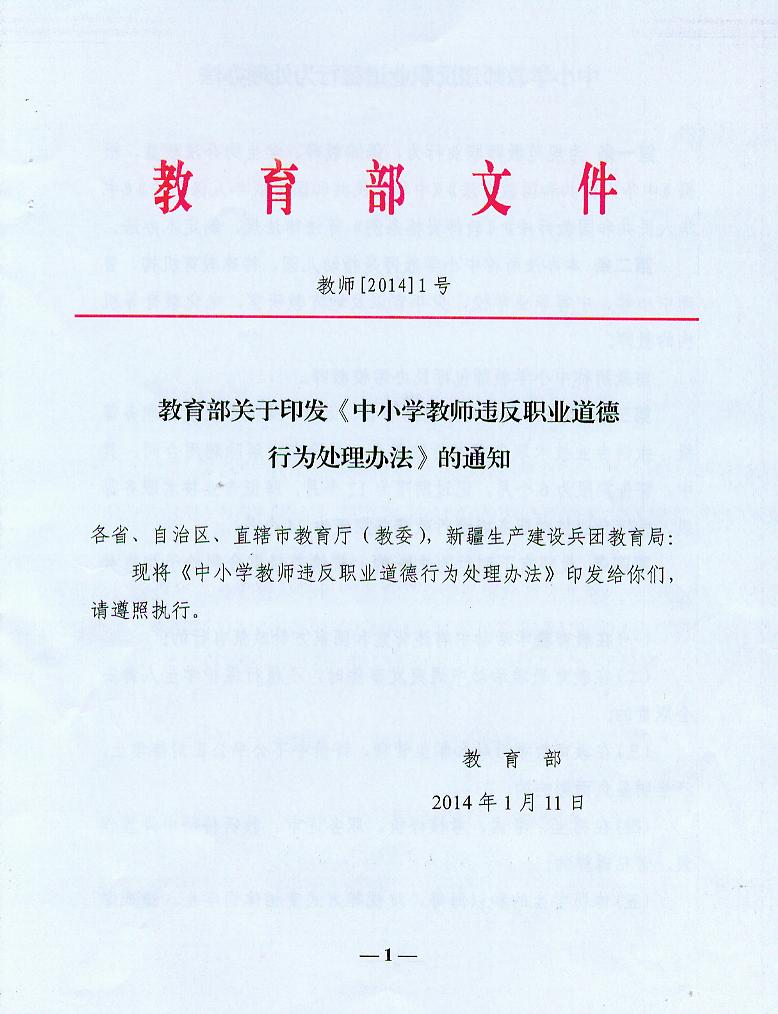 教育部文件
教师[2014]1号
教育部关于印发《中小学教师违反职业道德
行为处理办法》的通知
各省、自治区、直辖市教育厅（教委），新疆生产建设兵团教育局：
现将《中小学教师违反职业道德行为处理办法》印发给你们，
请遵照执行。
教育部
2014年1月11日
—1—